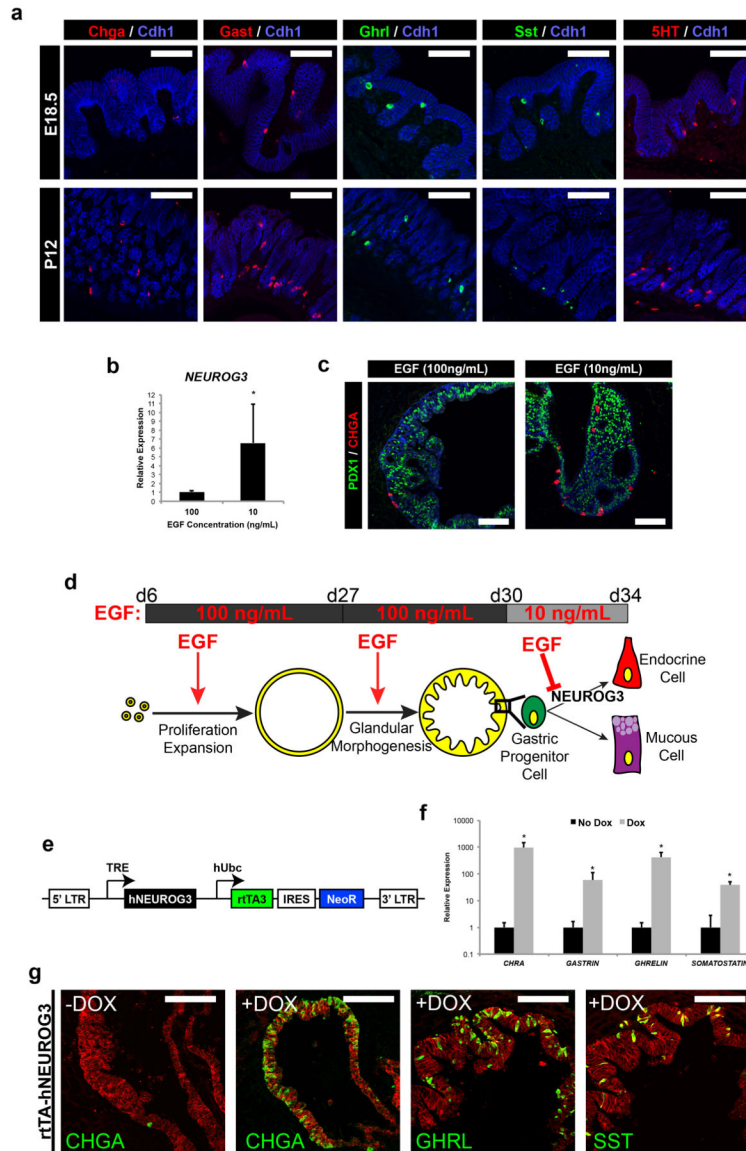 a
Chga / Cdh1
Gast / Cdh1
Ghrl / Cdh1
Sst / Cdh1
5HT / Cdh1
E18.5
P12
b
NEUROG3
Relative Expression
12
11
10
9
8
7
6
5
4
3
2
1
0
*
100
10
EGF Concentration (ng/mL)
c
EGF (100ng/mL)
EGF (10ng/mL)
PDX1 / CHGA
d
d6
d27
d30
d34
EGF:
100 ng/mL
100 ng/mL
10 ng/mL
EGF
EGF
EGF
NEUROG3
Endocrine
Cell
Proliferation
Expansion
Glandular
Morphogenesis
Gastric
Progenitor
Cell
Mucous
Cell
e
TRE
hUbc
5' LTR
hNEUROG3
rtTA3
IRES
NeoR
3' LTR
f
No Dox
Dox
Relative Expression
10000
1000
100
10
1
0.1
*
*
*
*
CHRA
GASTRIN
GHRELIN
SOMATOSTATIN
g
rtTA-hNEUROG3
-DOX
+DOX
+DOX
+DOX
CHGA
CHGA
GHRL
SST